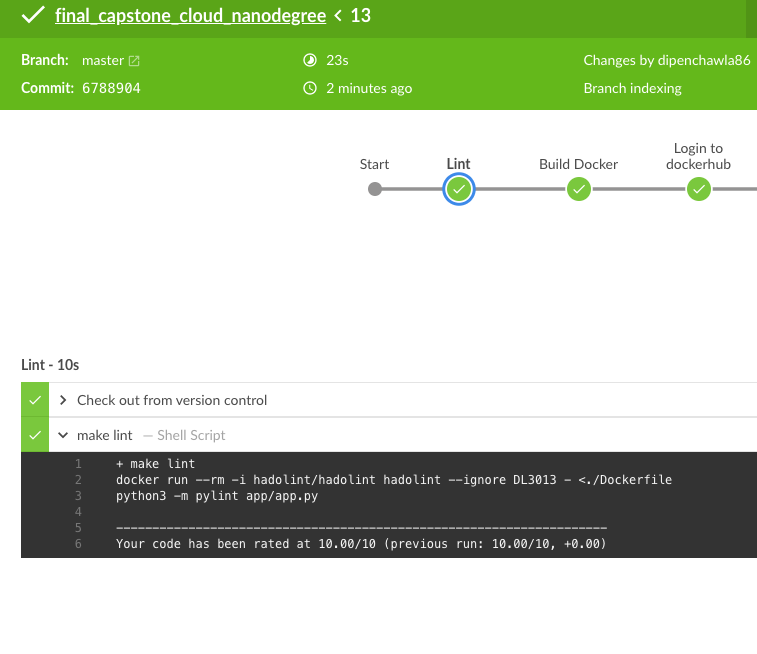 final_capstone_cloud_nanodegree < 13
Branch: master 23s Changes by dipenchawla86
Commit: 6788904 2 minutes ago Branch indexing
Start Lint Build Docker Login to dockerhub
Lint - 10s
Check out from version control
make lint — Shell Script
1 + make lint
2 docker run --rm -i hadolint/hadolint hadolint --ignore DL3013 - <./Dockerfile
3 python3 -m pylint app/app.py
4
5 --------------------------------------------------------------------
6 Your code has been rated at 10.00/10 (previous run: 10.00/10, +0.00)